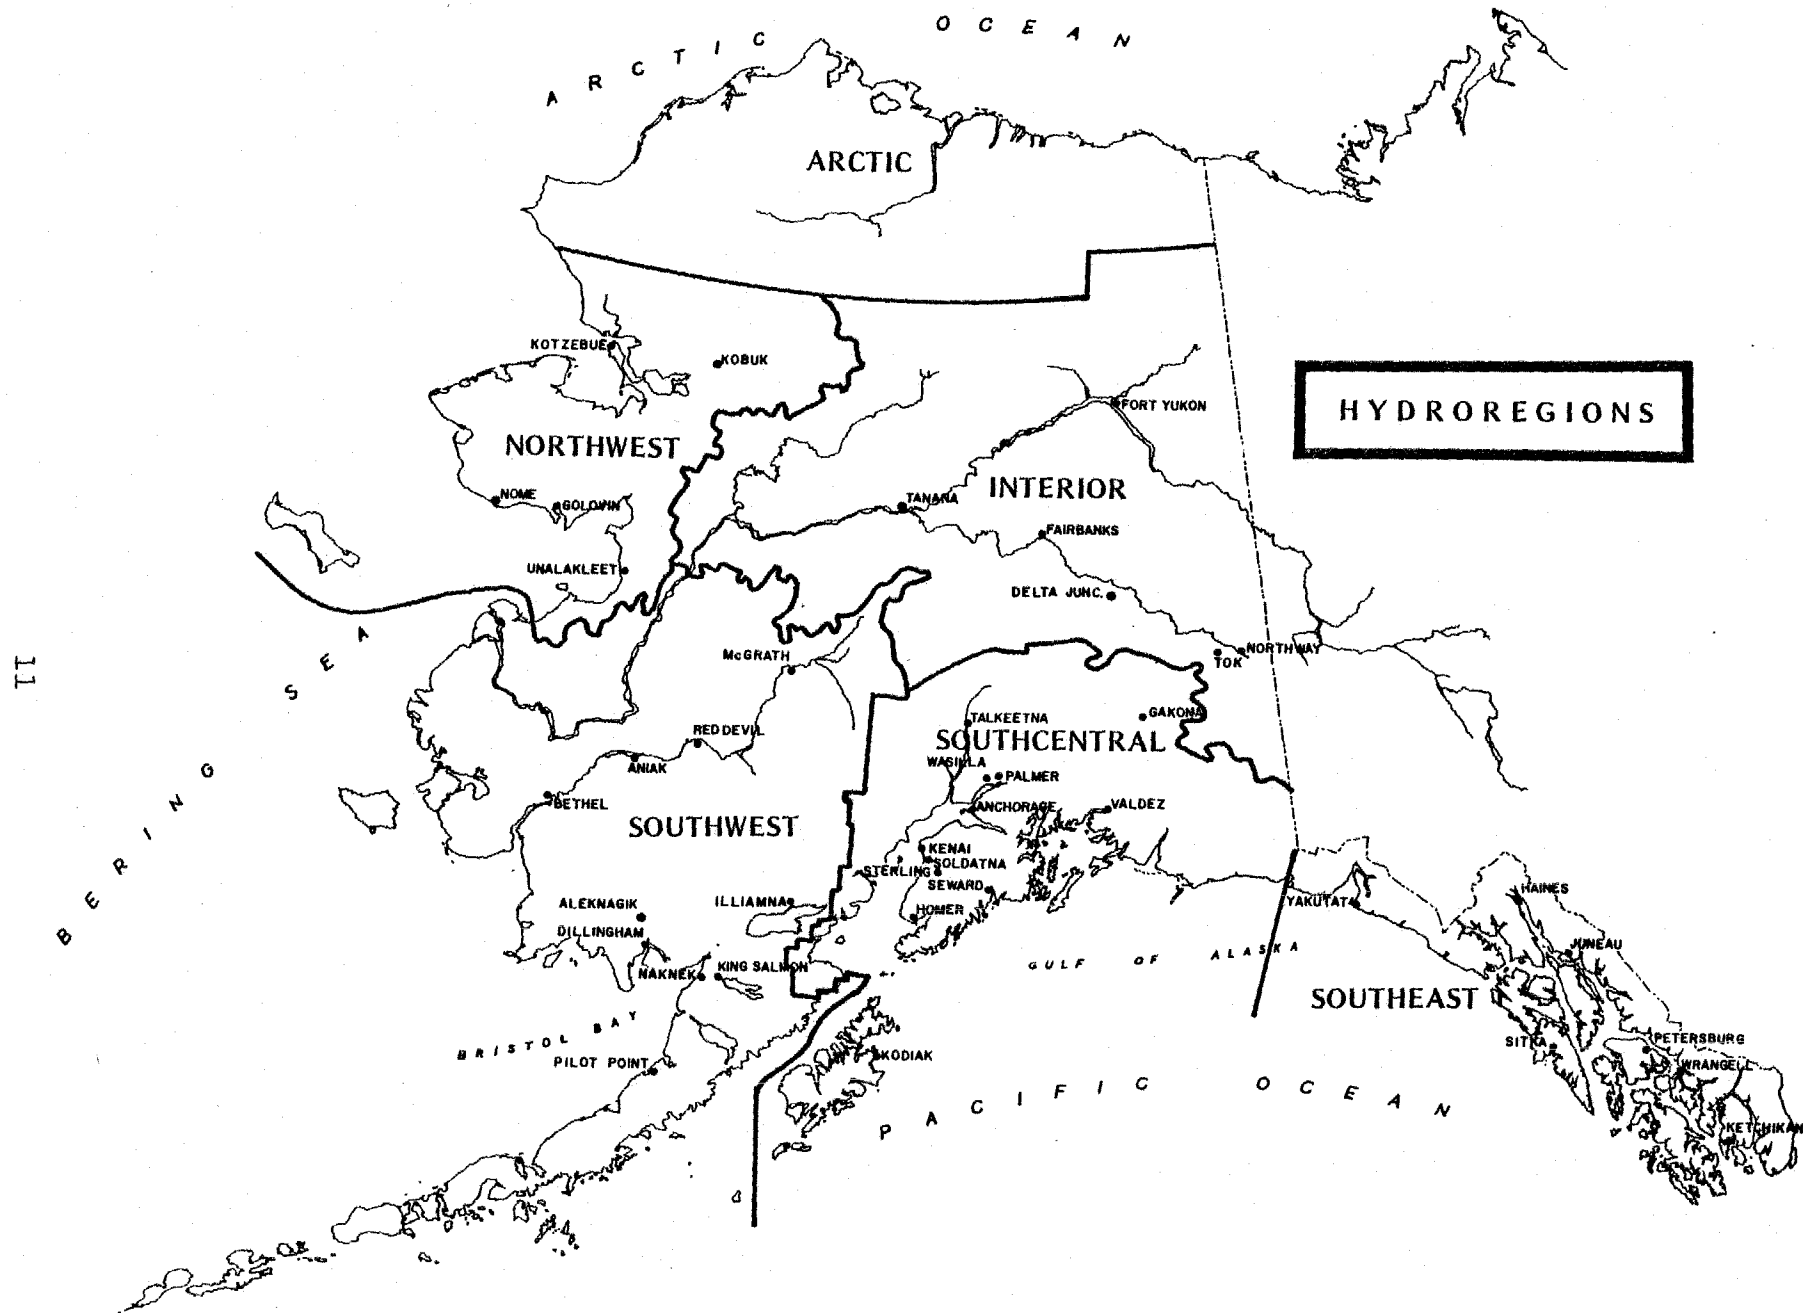 ARCTIC OCEAN
ARCTIC
KOTZEBUE
KOBUK
HYDROREGIONS
FORT YUKON
NORTHWEST
INTERIOR
NOME
GOLOVIN
TANANA
FAIRBANKS
UNALAKLEET
DELTA JUNC.
BERING SEA
McGRATH
TOK
NORTHWAY
11
TALKEETNA
GAKONA
RED DEVIL
SOUTHCENTRAL
ANIAK
WASILLA
PALMER
BETHEL
ANCHORAGE
VALDEZ
SOUTHWEST
KENAI
SOLDATNA
STERLING
SEWARD
HAINES
ALEKNAGIK
ILLIAMNA
HOMER
YAKUTAT
DILLINGHAM
JUNEAU
NAKNEK
KING SALMON
GULF OF ALASKA
SOUTHEAST
BRISTOL BAY
SITKA
PETERSBURG
PILOT POINT
KODIAK
WRANGELL
PACIFIC OCEAN
KETCHIKAN